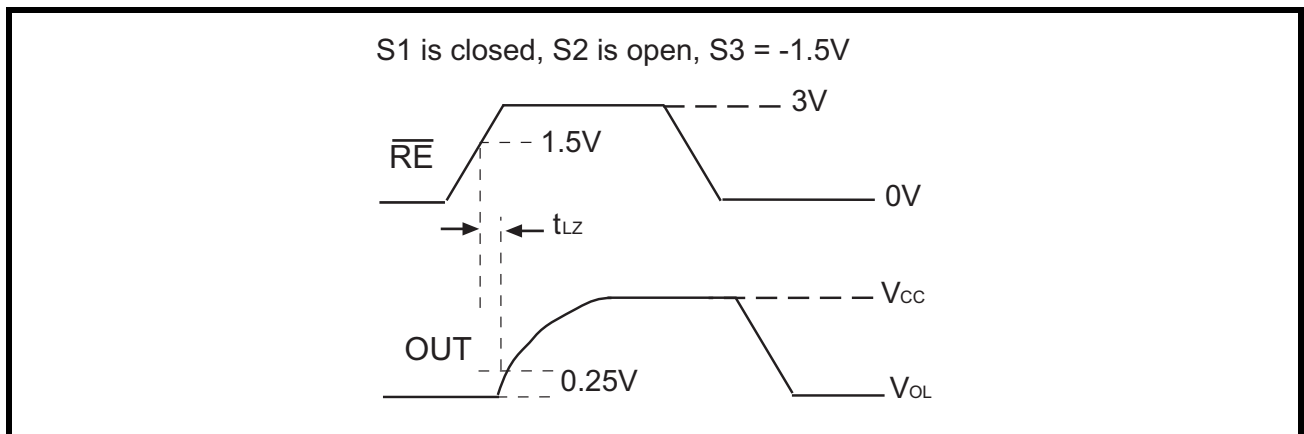 S1 is closed, S2 is open, S3 = -1.5V
3V
1.5V
R̅E̅
0V
tLZ
VCC
OUT
0.25V
VOL